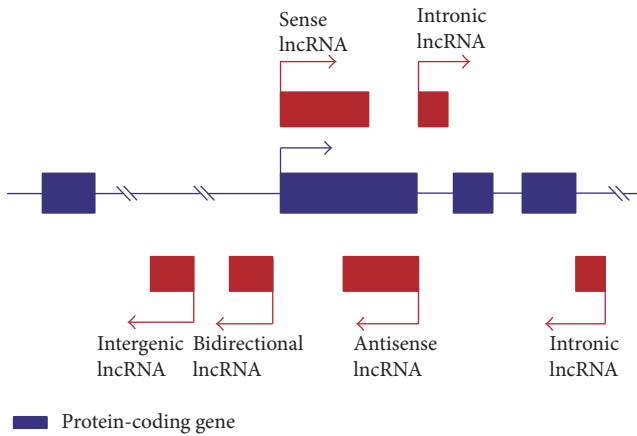 Sense
lncRNA
Intronic
lncRNA
Intergenic
lncRNA
Bidirectional
lncRNA
Antisense
lncRNA
Intronic
lncRNA
Protein-coding gene